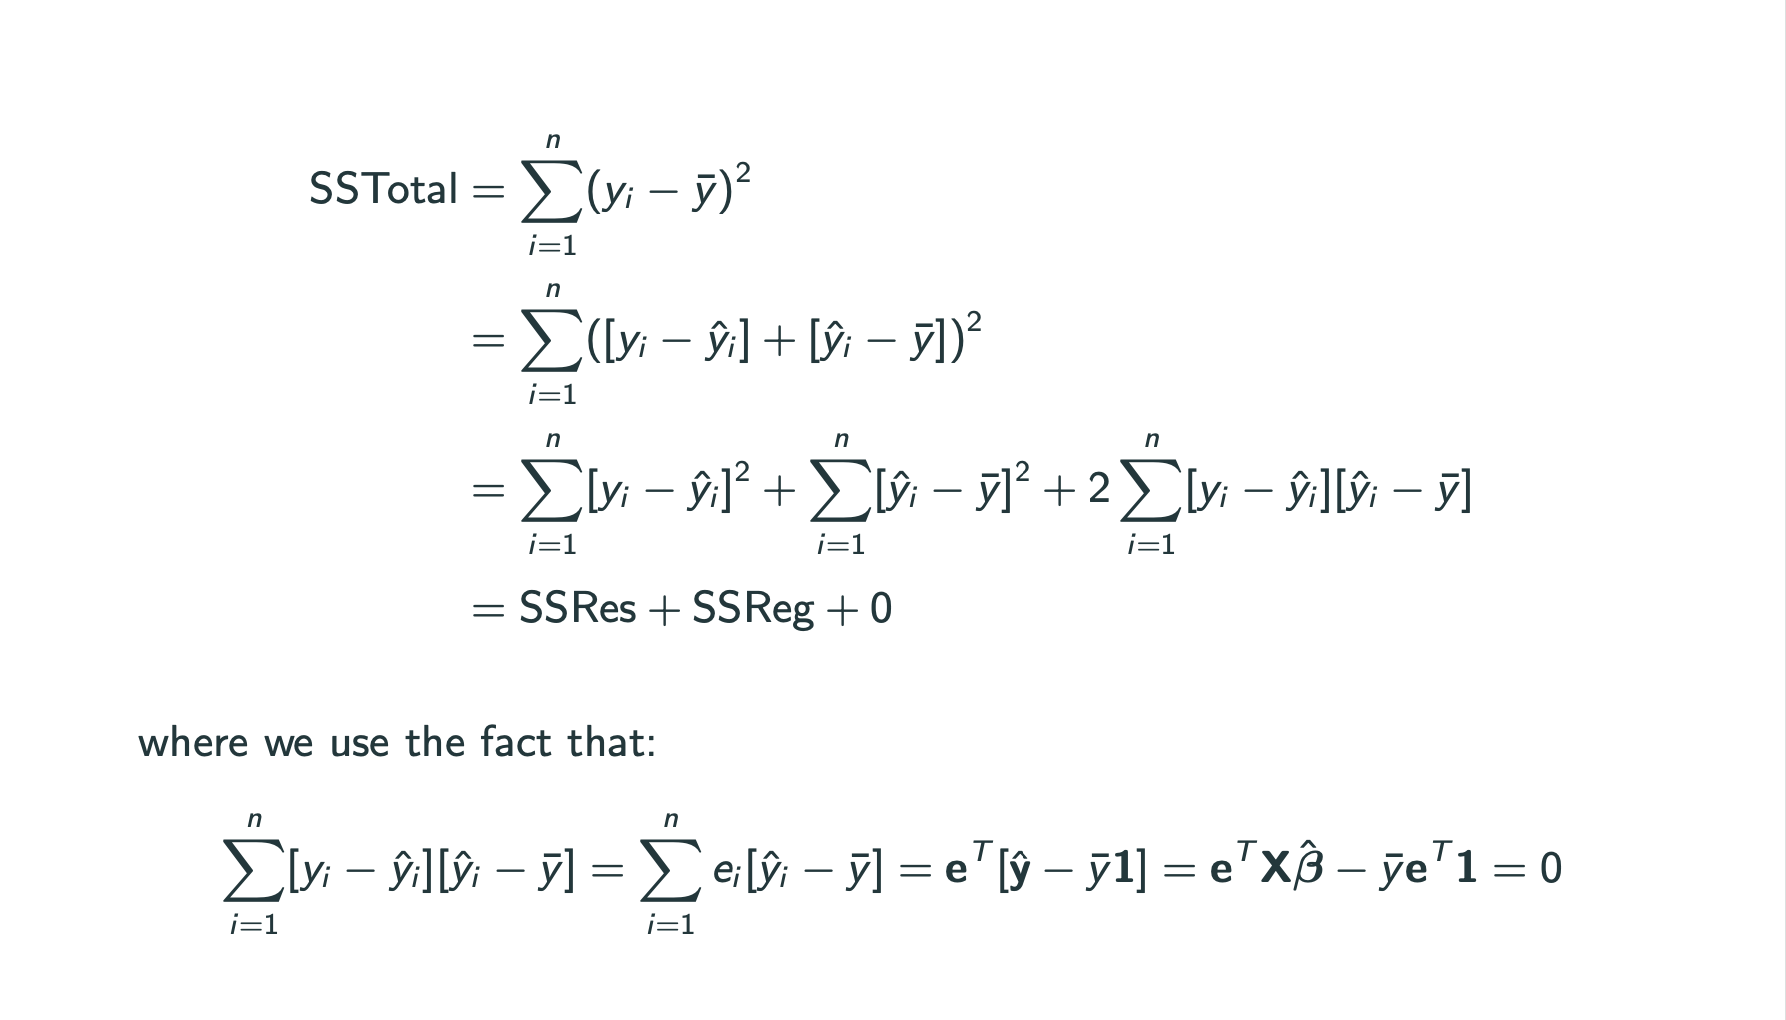 SSTotal = ∑_{i=1}^{n} (y_i − ȳ)²
= ∑_{i=1}^{n} ([y_i − ŷ_i] + [ŷ_i − ȳ])²
= ∑_{i=1}^{n} [y_i − ŷ_i]² + ∑_{i=1}^{n} [ŷ_i − ȳ]² + 2 ∑_{i=1}^{n} [y_i − ŷ_i][ŷ_i − ȳ]
= SSRes + SSReg + 0
where we use the fact that:
∑_{i=1}^{n} [y_i − ŷ_i][ŷ_i − ȳ] = ∑_{i=1}^{n} e_i[ŷ_i − ȳ] = 𝐞^T[𝐲̂ − ȳ𝟏] = 𝐞^T𝐗𝛃̂ − ȳ𝐞^T𝟏 = 0